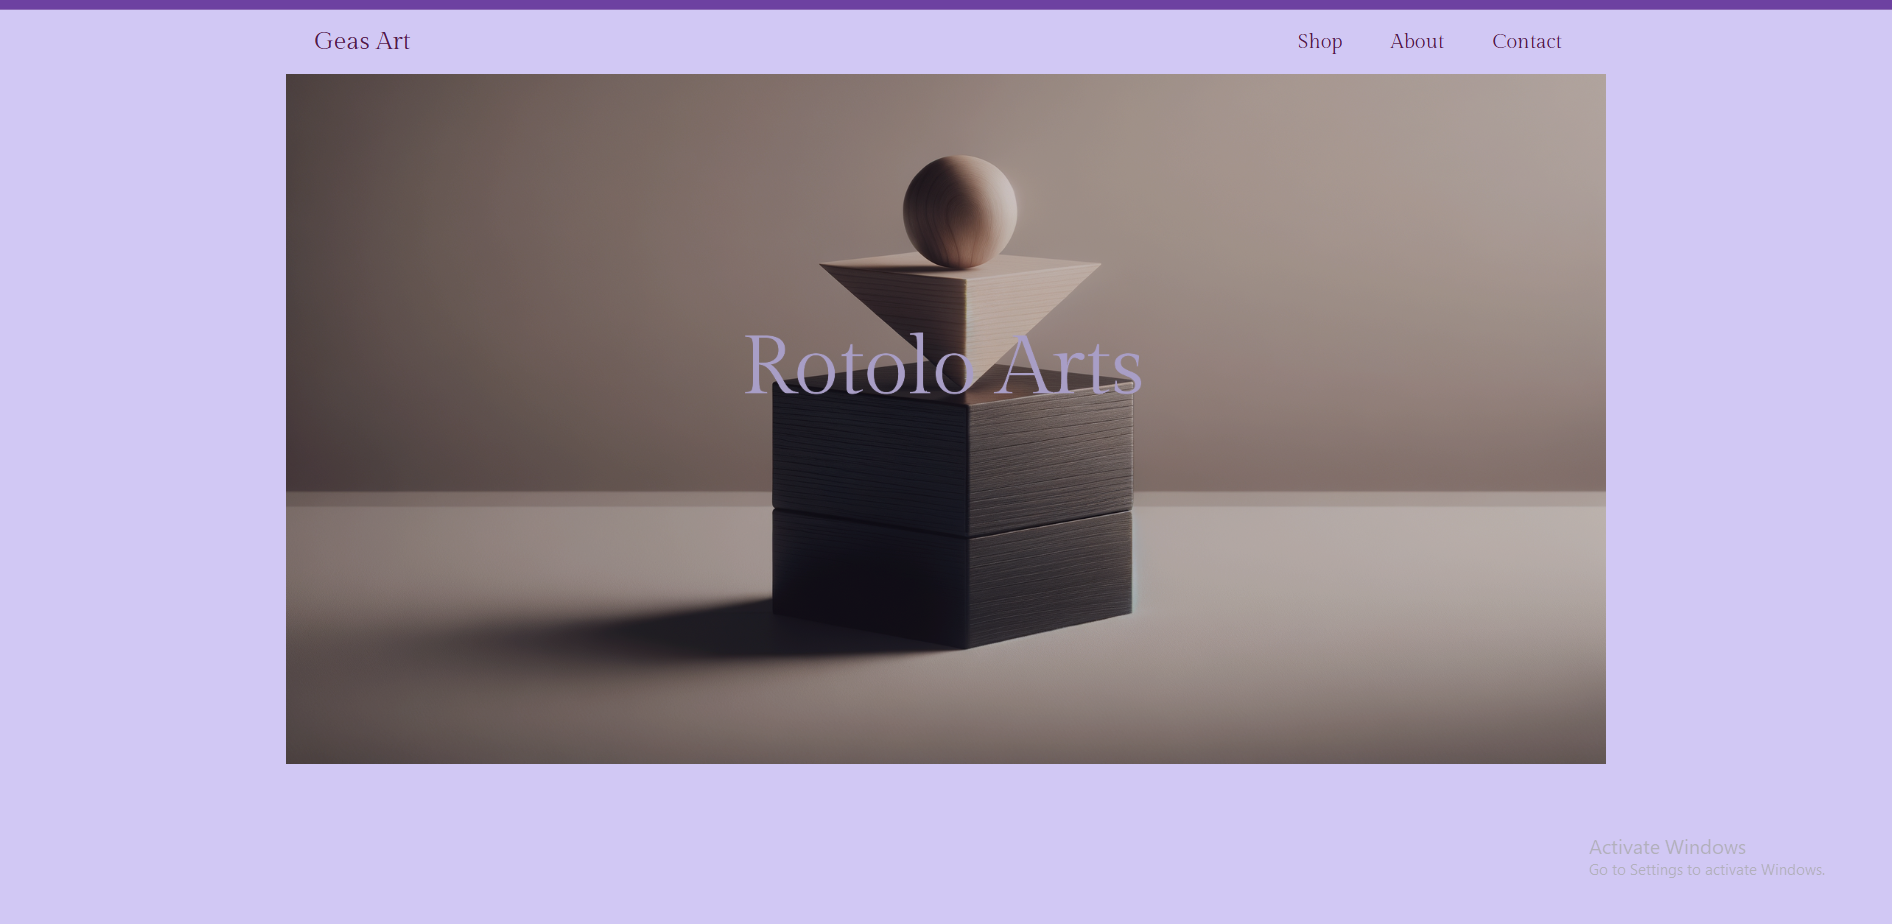 Geas Art
Shop About Contact
Rotolo Arts
Activate Windows
Go to Settings to activate Windows.